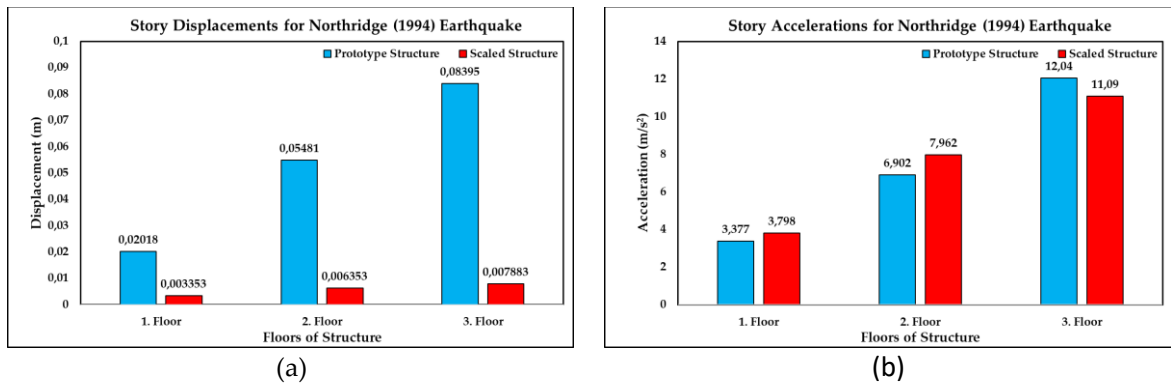 Story Displacements for Northridge (1994) Earthquake
Prototype Structure Scaled Structure
Displacement (m)
0,1
0,09
0,08
0,07
0,06
0,05
0,04
0,03
0,02
0,01
0
0,02018
0,003353
0,05481
0,006353
0,08395
0,007883
1. Floor 2. Floor 3. Floor
Floors of Structure
(a)
Story Accelerations for Northridge (1994) Earthquake
Prototype Structure Scaled Structure
Acceleration (m/s²)
14
12
10
8
6
4
2
0
3,377
3,798
6,902
7,962
12,04
11,09
1. Floor 2. Floor 3. Floor
Floors of Structure
(b)